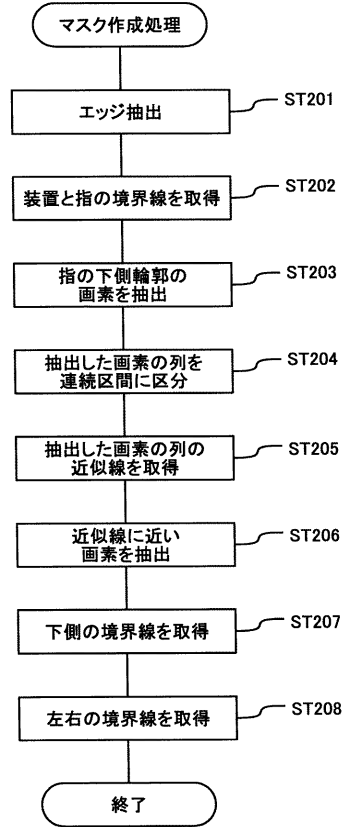 マスク作成処理
エッジ抽出
ST201
装置と指の境界線を取得
ST202
指の下側輪郭の
画素を抽出
ST203
抽出した画素の列を
連続区間に区分
ST204
抽出した画素の列の
近似線を取得
ST205
近似線に近い
画素を抽出
ST206
下側の境界線を取得
ST207
左右の境界線を取得
ST208
終了